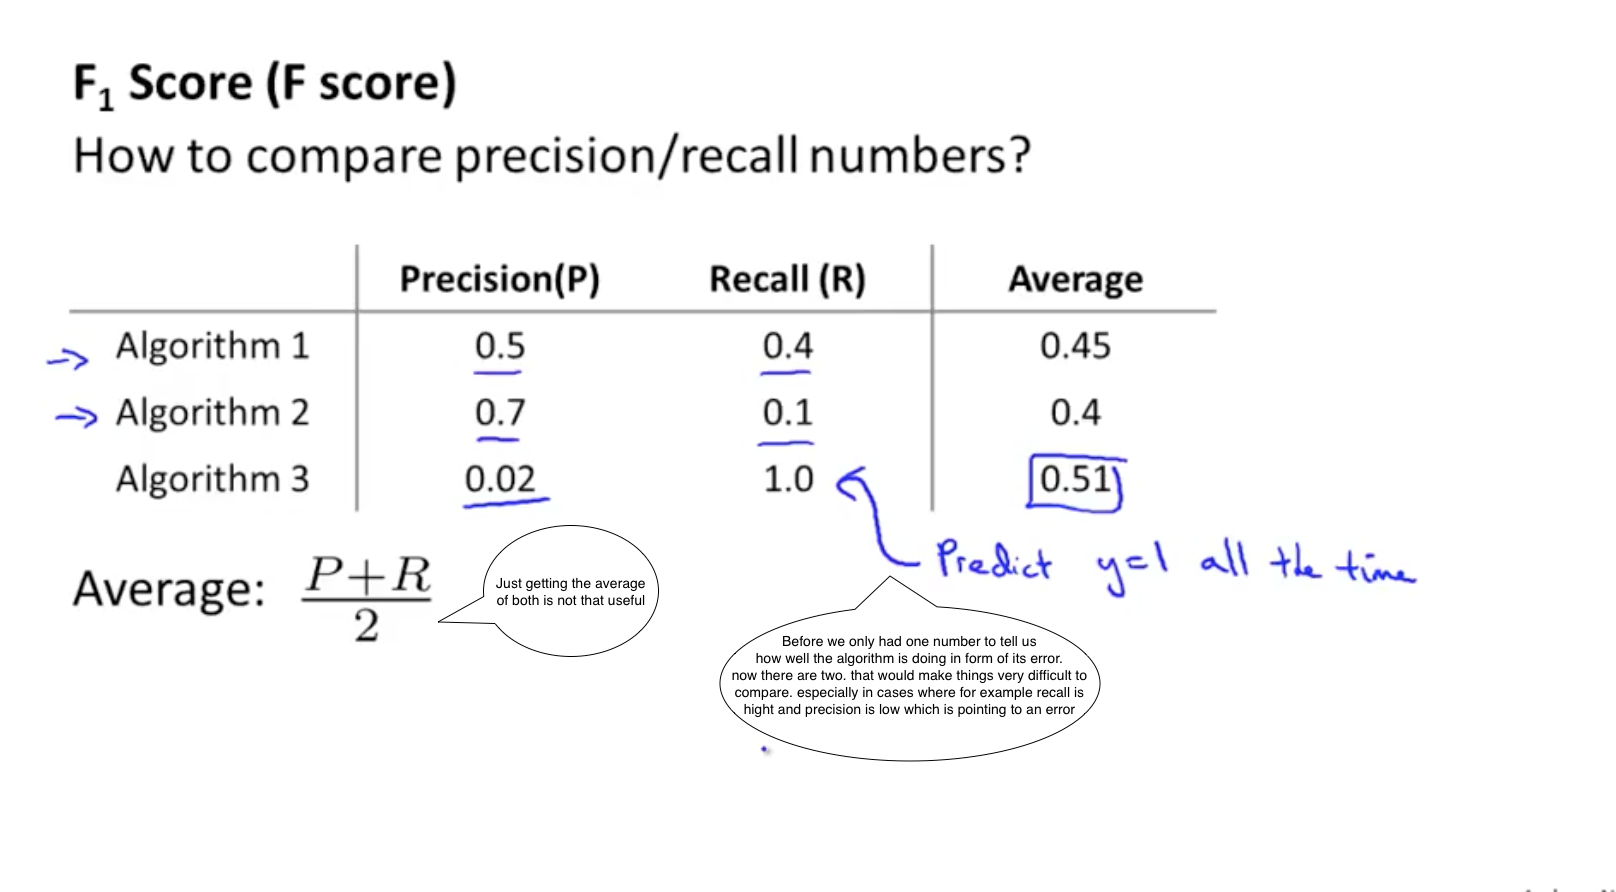 F1 Score (F score)
How to compare precision/recall numbers?
Precision(P) Recall (R) Average
Algorithm 1 0.5 0.4 0.45
Algorithm 2 0.7 0.1 0.4
Algorithm 3 0.02 1.0 0.51
Predict y=1 all the time
Average: P+R
2
Just getting the average
of both is not that useful
Before we only had one number to tell us
how well the algorithm is doing in form of its error.
now there are two. that would make things very difficult to
compare. especially in cases where for example recall is
hight and precision is low which is pointing to an error